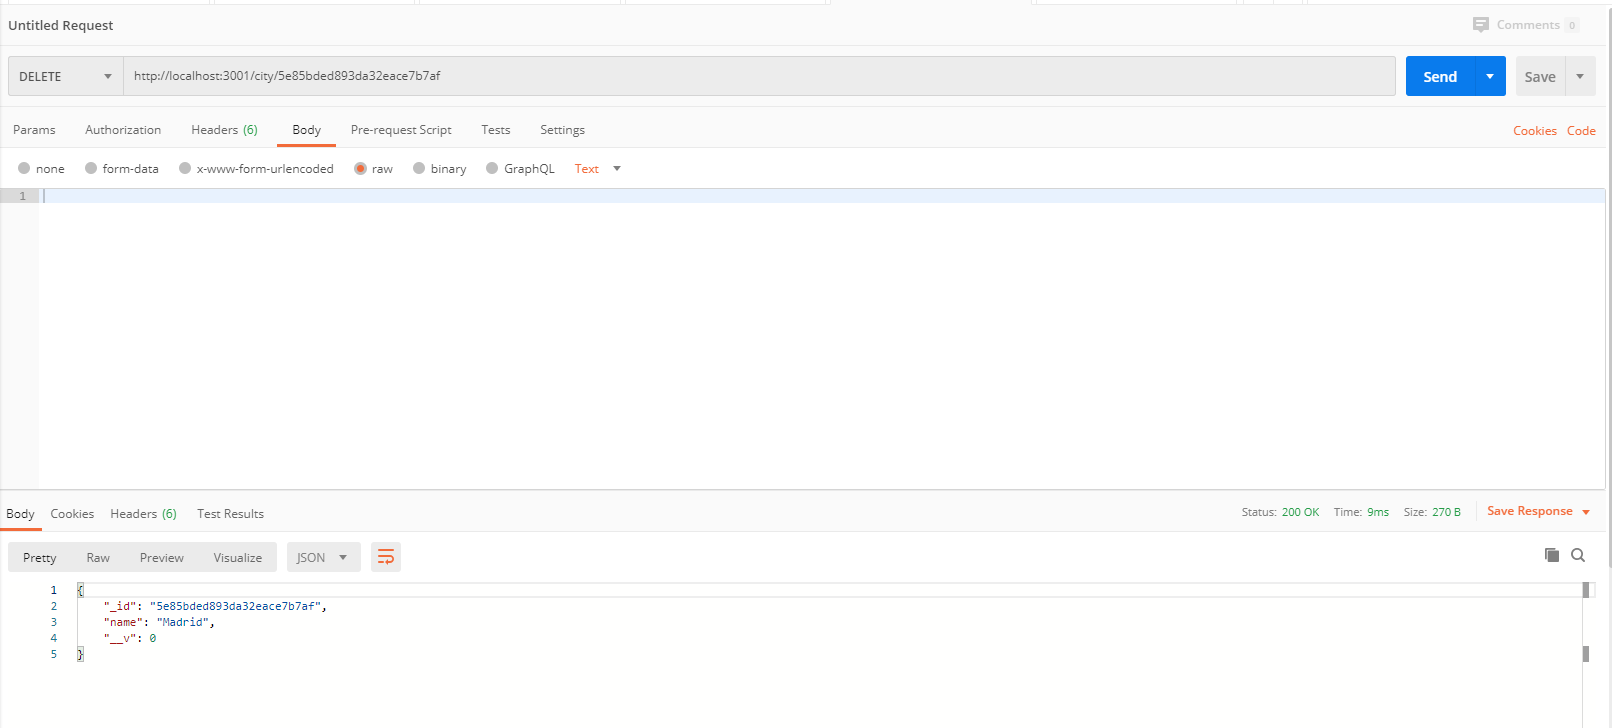 Untitled Request
Comments 0
DELETE http://localhost:3001/city/5e85bded893da32eace7b7af Send Save
Params Authorization Headers (6) Body Pre-request Script Tests Settings Cookies Code
none form-data x-www-form-urlencoded raw binary GraphQL Text
1
Body Cookies Headers (6) Test Results Status: 200 OK Time: 9ms Size: 270 B Save Response
Pretty Raw Preview Visualize JSON
1 {
2 "_id": "5e85bded893da32eace7b7af",
3 "name": "Madrid",
4 "__v": 0
5 }